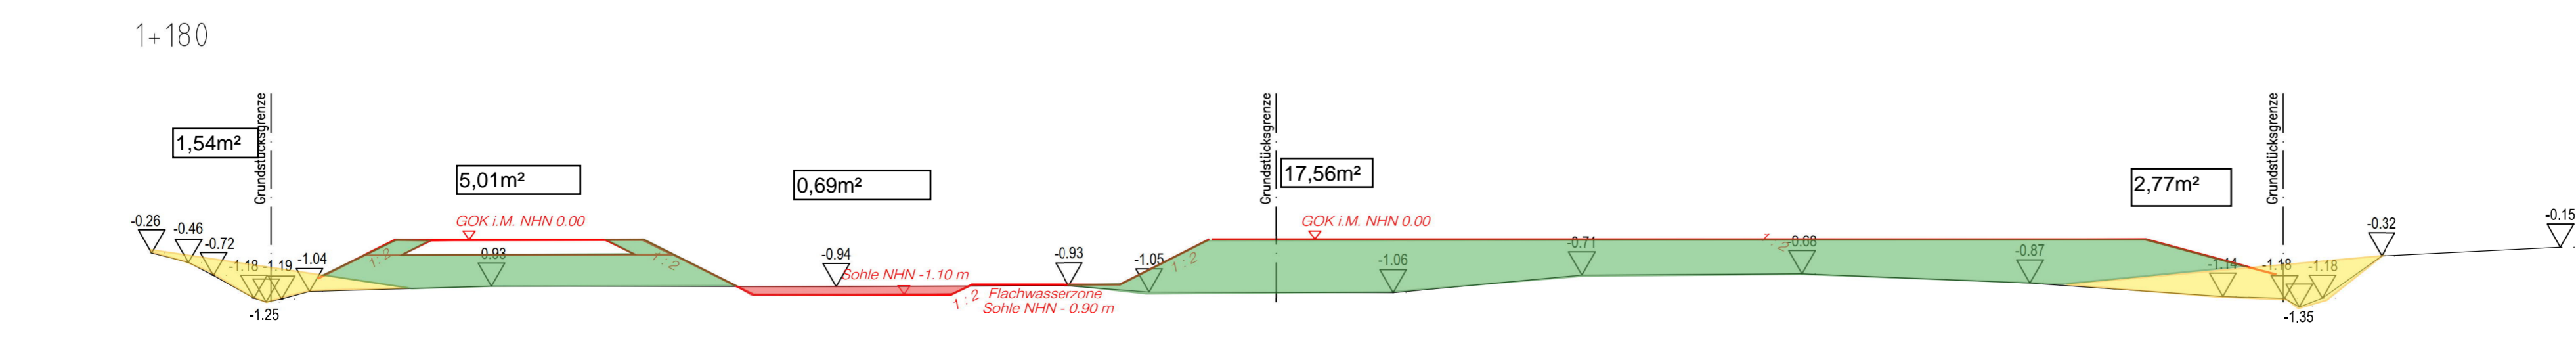 1+180
Grundstücksgrenze
Grundstücksgrenze
Grundstücksgrenze
1,54m²
5,01m²
0,69m²
17,56m²
2,77m²
GOK i.M. NHN 0.00
GOK i.M. NHN 0.00
-0.26
-0.46
-0.72
-1.18
-1.19
-1.04
-1.25
1:2
0.93
1:2
-0.94
Sohle NHN -1.10 m
1:2
Flachwasserzone
Sohle NHN - 0.90 m
-0.93
-1.05
1:2
-1.06
-0.71
-0.68
-0.87
-1.14
-1.18
-1.18
-1.35
-0.32
-0.15